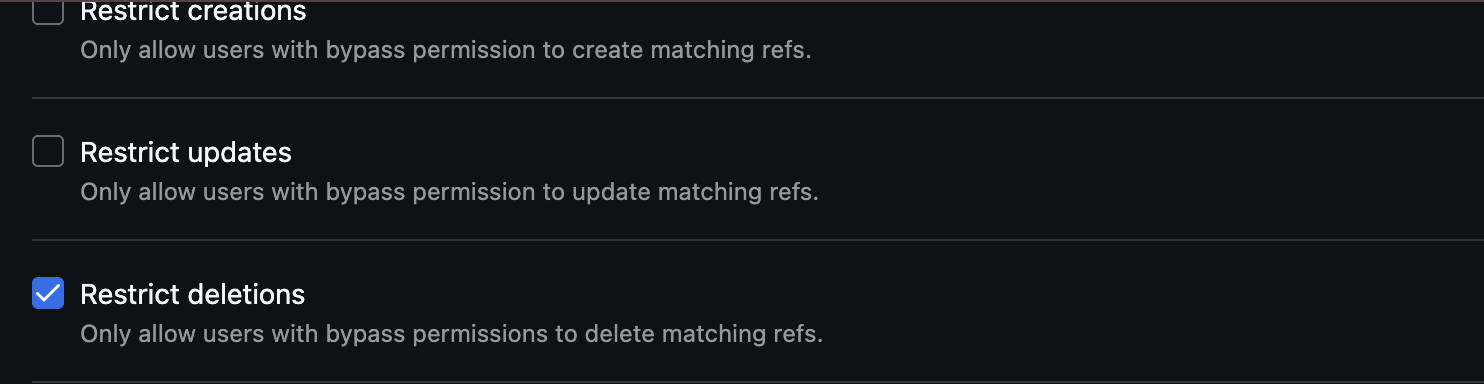 Restrict creations
Only allow users with bypass permission to create matching refs.
Restrict updates
Only allow users with bypass permission to update matching refs.
Restrict deletions
Only allow users with bypass permissions to delete matching refs.